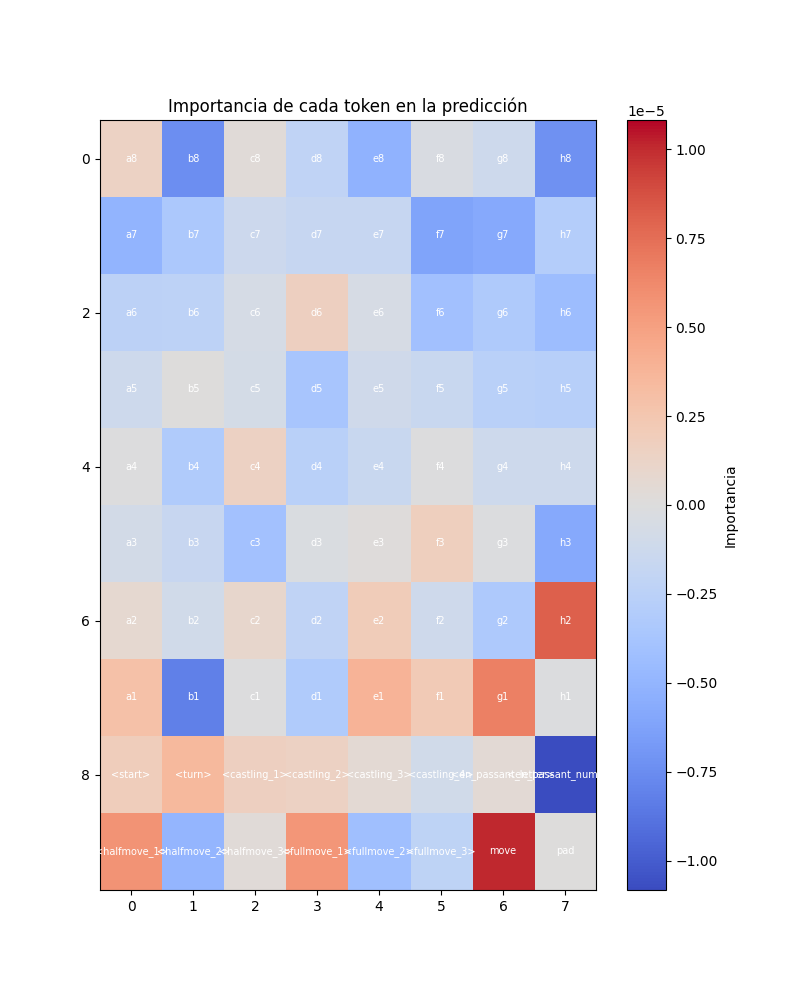 Importancia de cada token en la predicción
1e−5
0 a8 b8 c8 d8 e8 f8 g8 h8 1.00
a7 b7 c7 d7 e7 f7 g7 h7 0.75
2 a6 b6 c6 d6 e6 f6 g6 h6 0.50
a5 b5 c5 d5 e5 f5 g5 h5 0.25
4 a4 b4 c4 d4 e4 f4 g4 h4 0.00
Importancia
a3 b3 c3 d3 e3 f3 g3 h3 −0.25
6 a2 b2 c2 d2 e2 f2 g2 h2 −0.50
a1 b1 c1 d1 e1 f1 g1 h1 −0.75
8 <start> <turn> <castling_1> <castling_2> <castling_3> −1.00
<halfmove_1> <halfmove_2> <halfmove_3> <fullmove_1> <fullmove_2> <fullmove_3> move pad
0 1 2 3 4 5 6 7